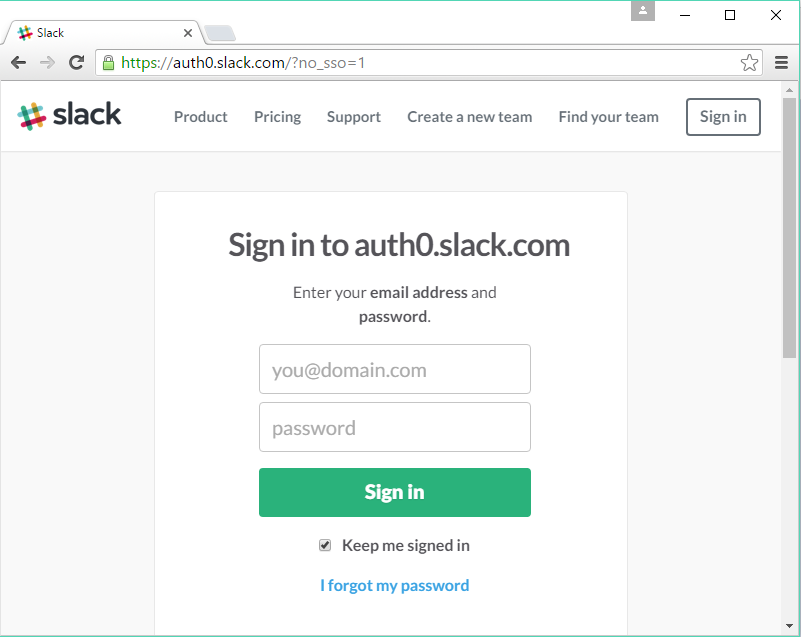 Slack
https://auth0.slack.com/?no_sso=1
slack Product Pricing Support Create a new team Find your team Sign in
Sign in to auth0.slack.com
Enter your email address and
password.
you@domain.com
password
Sign in
Keep me signed in
I forgot my password